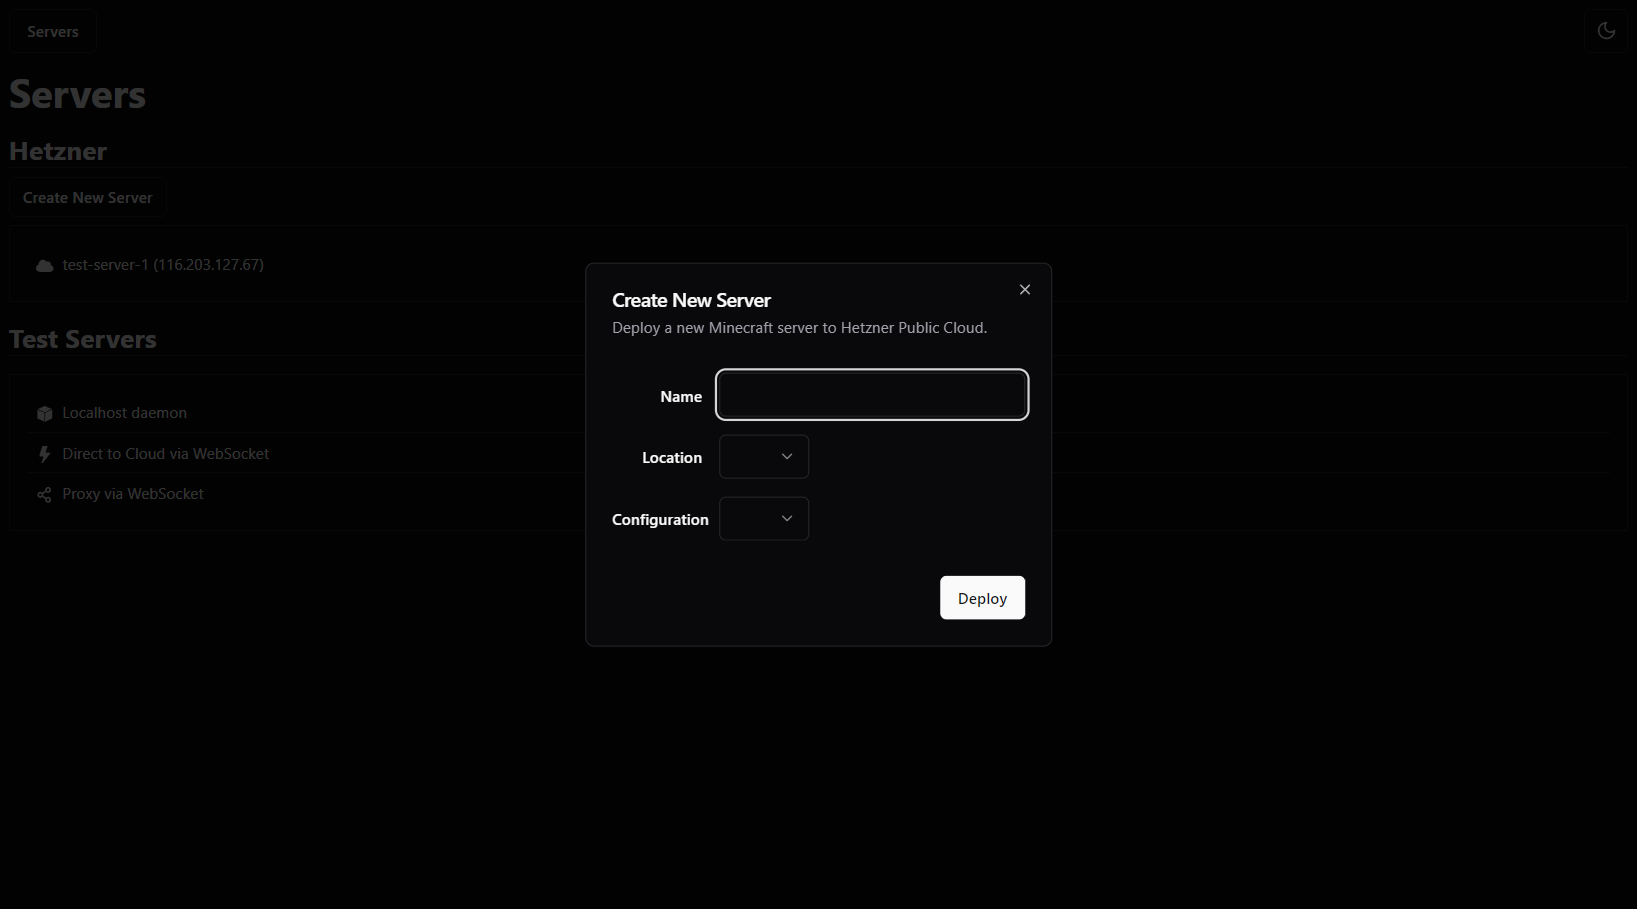 Servers
Servers
Hetzner
Create New Server
test-server-1 (116.203.127.67)
Test Servers
Localhost daemon
Direct to Cloud via WebSocket
Proxy via WebSocket
Create New Server
Deploy a new Minecraft server to Hetzner Public Cloud.
Name
Location
Configuration
Deploy